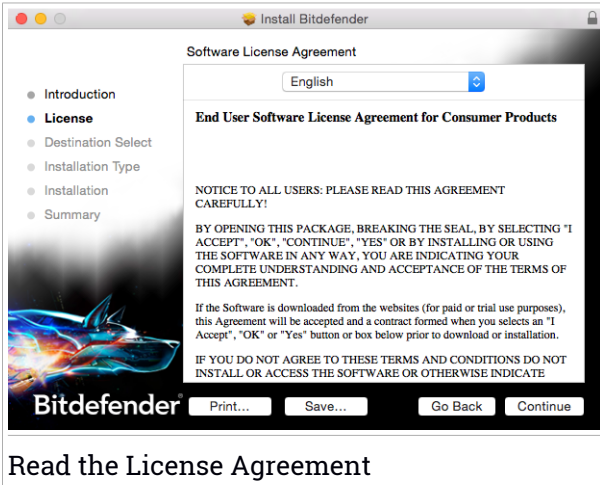 Install Bitdefender
Software License Agreement
English
Introduction
License
Destination Select
Installation Type
Installation
Summary
End User Software License Agreement for Consumer Products
NOTICE TO ALL USERS: PLEASE READ THIS AGREEMENT
CAREFULLY!
BY OPENING THIS PACKAGE, BREAKING THE SEAL, BY SELECTING "I
ACCEPT", "OK", "CONTINUE", "YES" OR BY INSTALLING OR USING
THE SOFTWARE IN ANY WAY, YOU ARE INDICATING YOUR
COMPLETE UNDERSTANDING AND ACCEPTANCE OF THE TERMS OF
THIS AGREEMENT.
If the Software is downloaded from the websites (for paid or trial use purposes),
this Agreement will be accepted and a contract formed when you selects an "I
Accept", "OK" or "Yes" button or box below prior to download or installation.
IF YOU DO NOT AGREE TO THESE TERMS AND CONDITIONS DO NOT
INSTALL OR ACCESS THE SOFTWARE OR OTHERWISE INDICATE
Bitdefender
Print... Save... Go Back Continue
Read the License Agreement